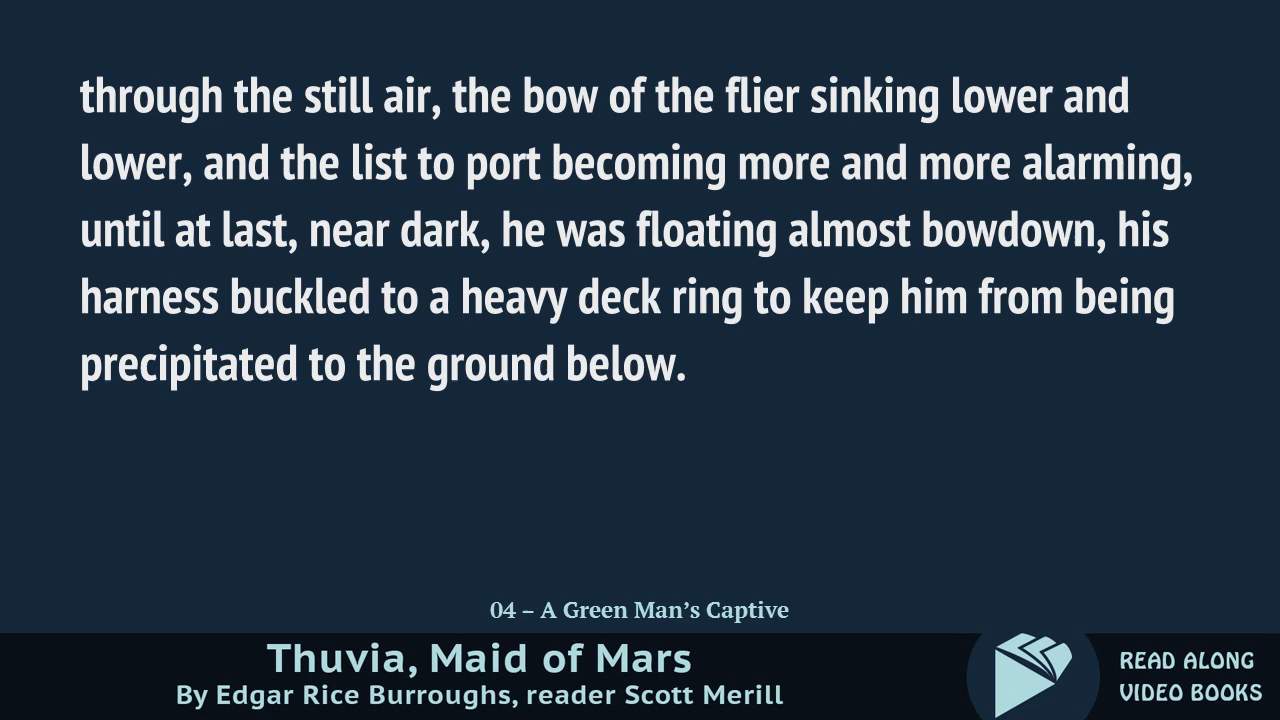 through the still air, the bow of the flier sinking lower and
lower, and the list to port becoming more and more alarming,
until at last, near dark, he was floating almost bowdown, his
harness buckled to a heavy deck ring to keep him from being
precipitated to the ground below.
04 – A Green Man’s Captive
Thuvia, Maid of Mars
By Edgar Rice Burroughs, reader Scott Merill
READ ALONG
VIDEO BOOKS